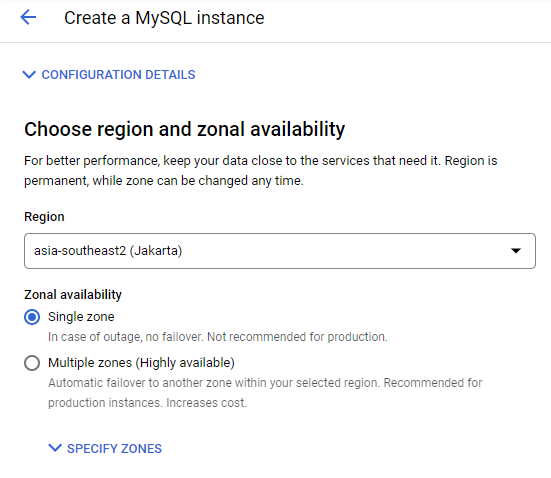 Create a MySQL instance
CONFIGURATION DETAILS
Choose region and zonal availability
For better performance, keep your data close to the services that need it. Region is
permanent, while zone can be changed any time.
Region
asia-southeast2 (Jakarta)
Zonal availability
Single zone
In case of outage, no failover. Not recommended for production.
Multiple zones (Highly available)
Automatic failover to another zone within your selected region. Recommended for
production instances. Increases cost.
SPECIFY ZONES